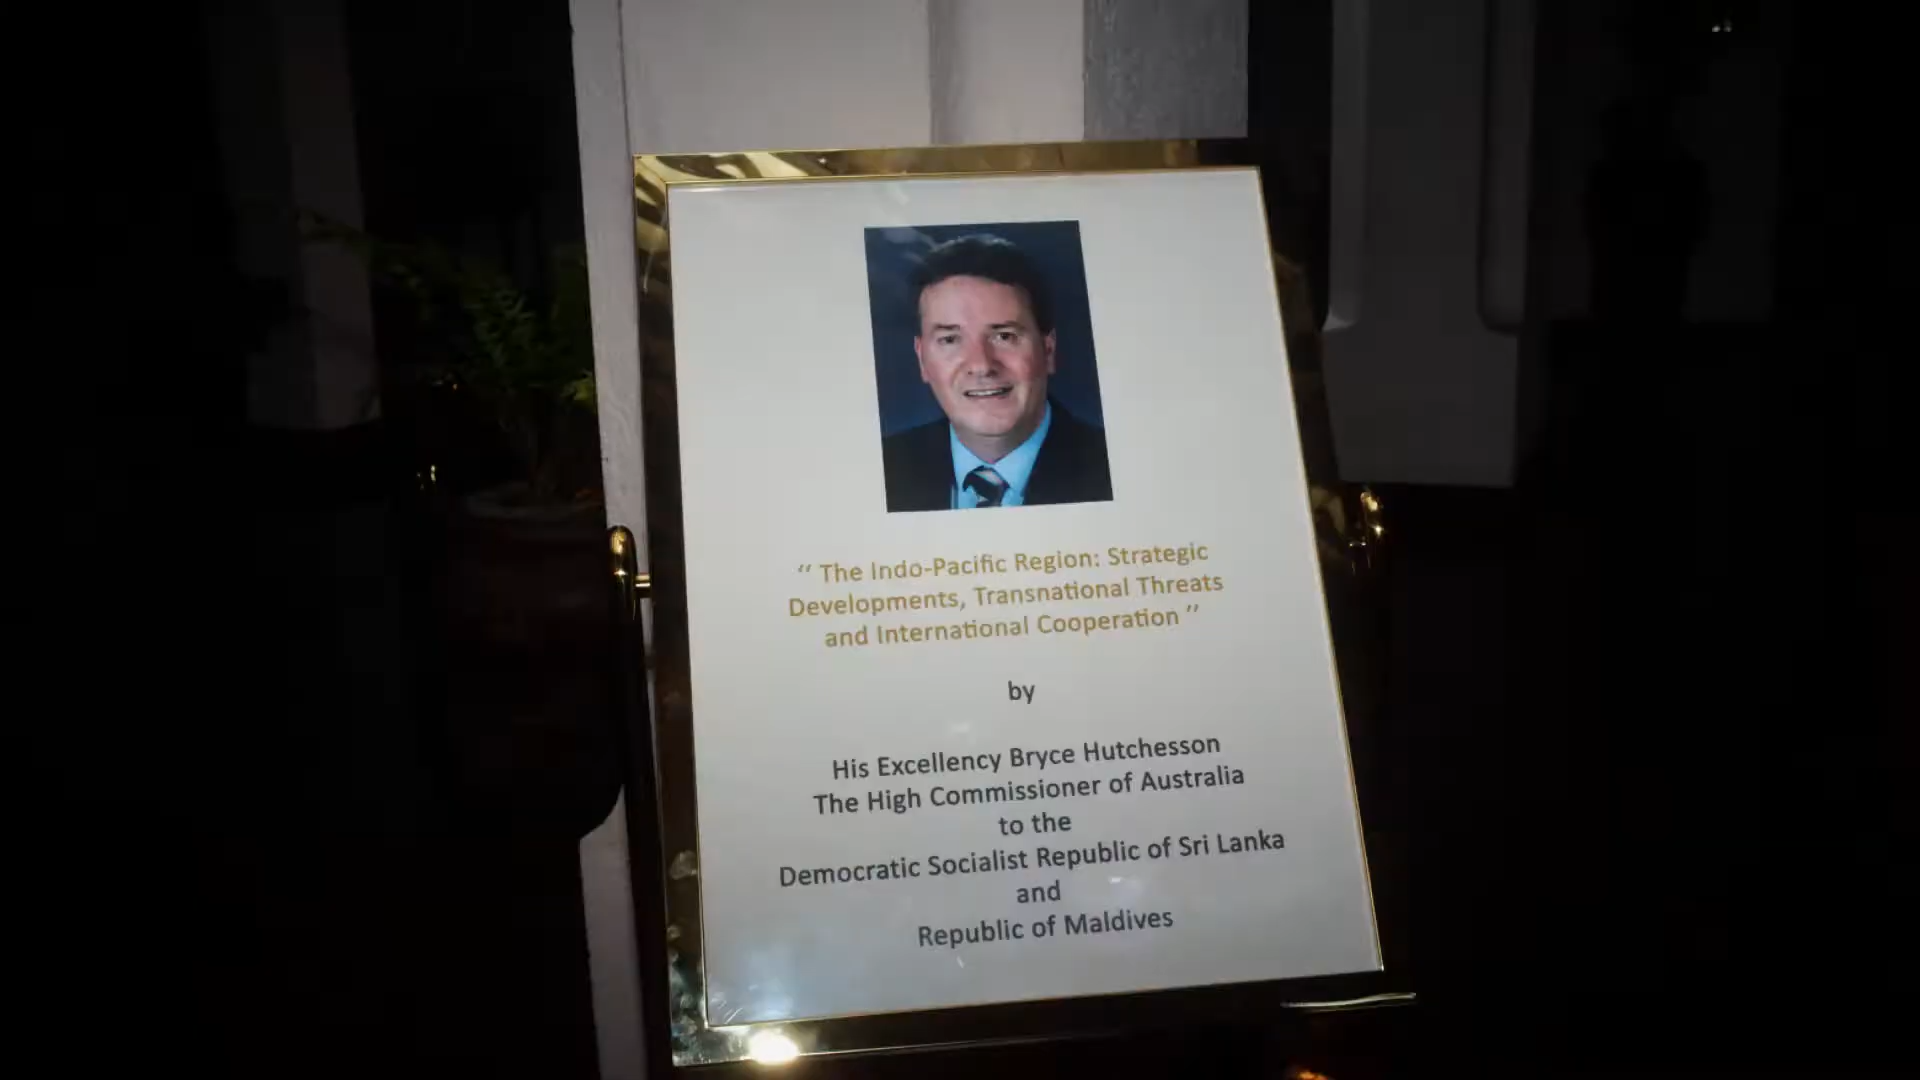 “ The Indo-Pacific Region: Strategic
Developments, Transnational Threats
and International Cooperation ”
by
His Excellency Bryce Hutchesson
The High Commissioner of Australia
to the
Democratic Socialist Republic of Sri Lanka
and
Republic of Maldives